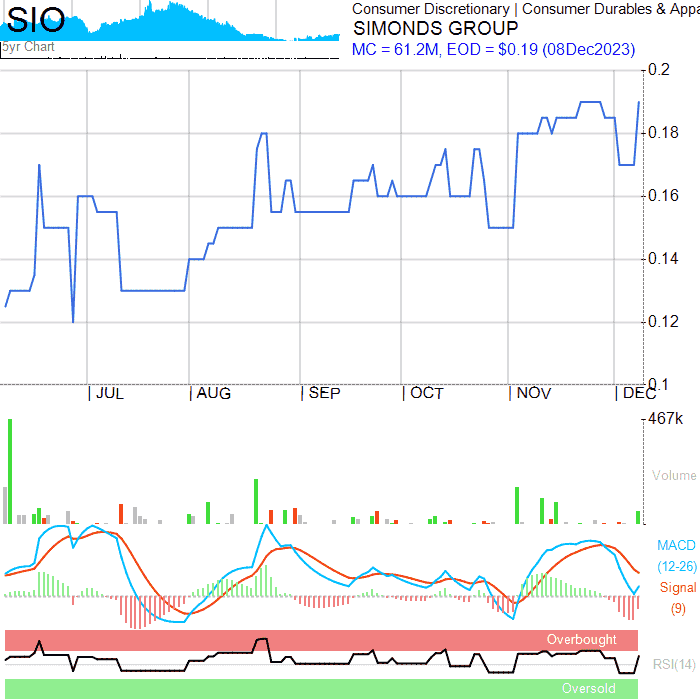 SIO
5yr Chart
Consumer Discretionary | Consumer Durables & Appa
SIMONDS GROUP
MC = 61.2M, EOD = $0.19 (08Dec2023)
0.2
0.18
0.16
0.14
0.12
0.1
| JUL | AUG | SEP | OCT | NOV | DEC
467k
Volume
MACD
(12-26)
Signal
(9)
Overbought
RSI(14)
Oversold